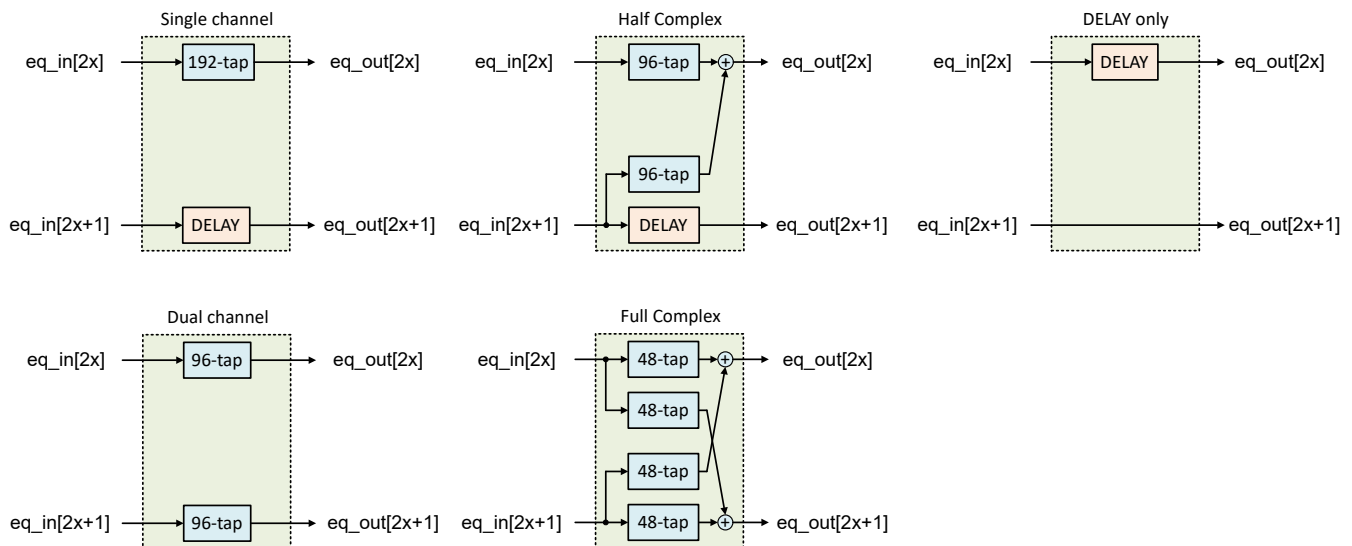 Single channel
eq_in[2x]
192-tap
eq_out[2x]
eq_in[2x+1]
DELAY
eq_out[2x+1]
Half Complex
eq_in[2x]
96-tap
+
eq_out[2x]
96-tap
eq_in[2x+1]
DELAY
eq_out[2x+1]
DELAY only
eq_in[2x]
DELAY
eq_out[2x]
eq_in[2x+1]
eq_out[2x+1]
Dual channel
eq_in[2x]
96-tap
eq_out[2x]
eq_in[2x+1]
96-tap
eq_out[2x+1]
Full Complex
eq_in[2x]
48-tap
+
eq_out[2x]
48-tap
48-tap
eq_in[2x+1]
48-tap
+
eq_out[2x+1]